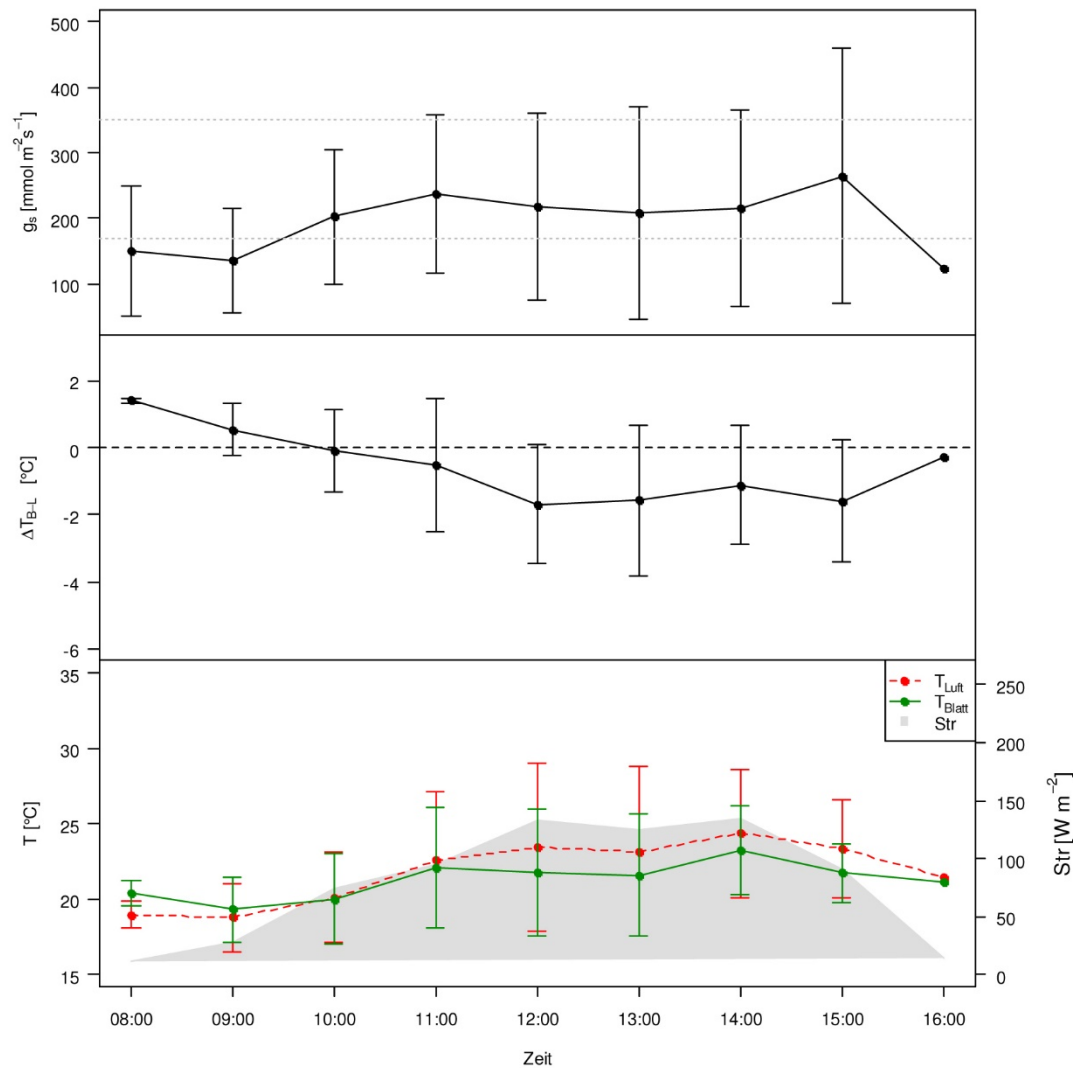 500
400
300
200
100
gₛ [mmol m⁻²s⁻¹]
2
0
-2
-4
-6
ΔT_B−L [°C]
35
30
25
20
15
T [°C]
T_Luft
T_Blatt
Str
250
200
150
100
50
0
Str [W m⁻²]
08:00 09:00 10:00 11:00 12:00 13:00 14:00 15:00 16:00
Zeit